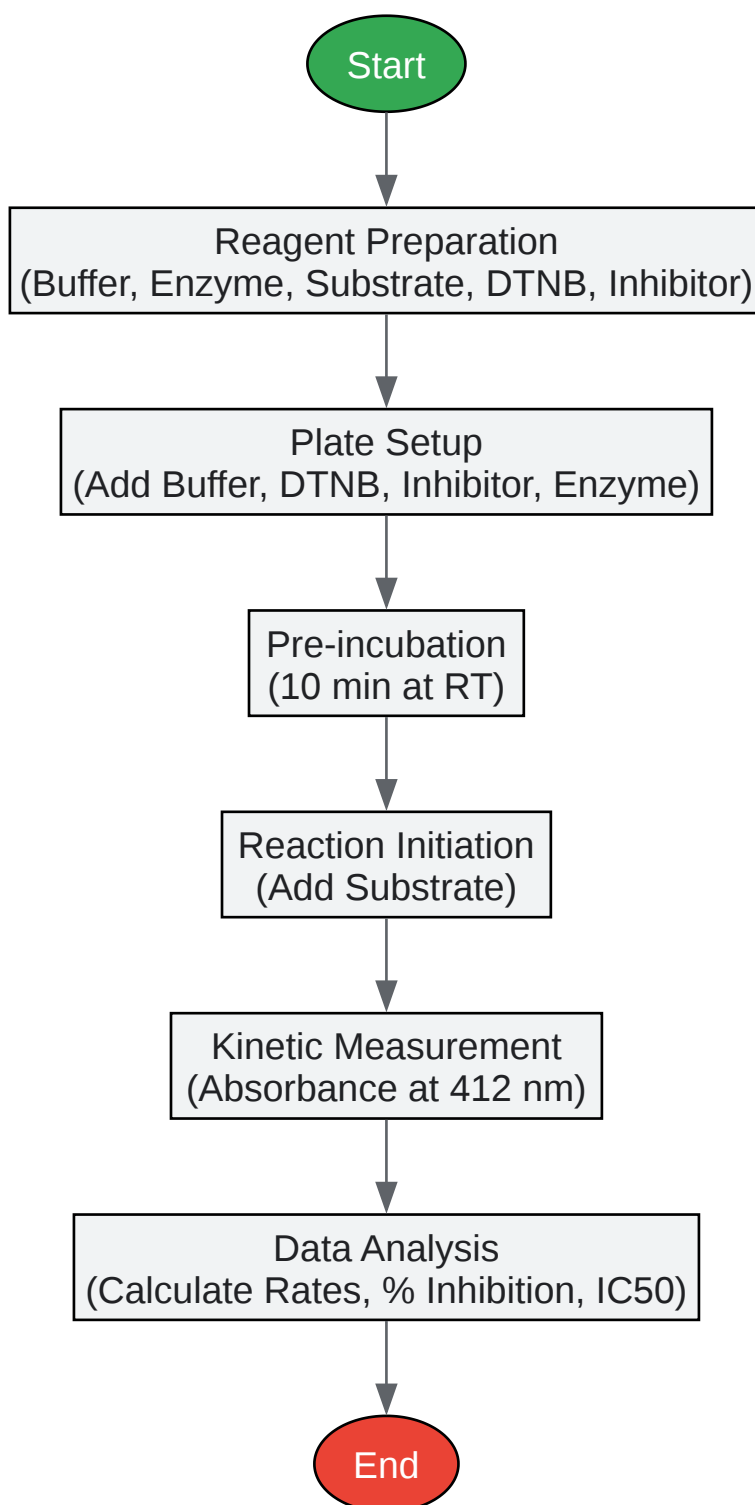 Start
Reagent Preparation
(Buffer, Enzyme, Substrate, DTNB, Inhibitor)
Plate Setup
(Add Buffer, DTNB, Inhibitor, Enzyme)
Pre-incubation
(10 min at RT)
Reaction Initiation
(Add Substrate)
Kinetic Measurement
(Absorbance at 412 nm)
Data Analysis
(Calculate Rates, % Inhibition, IC50)
End